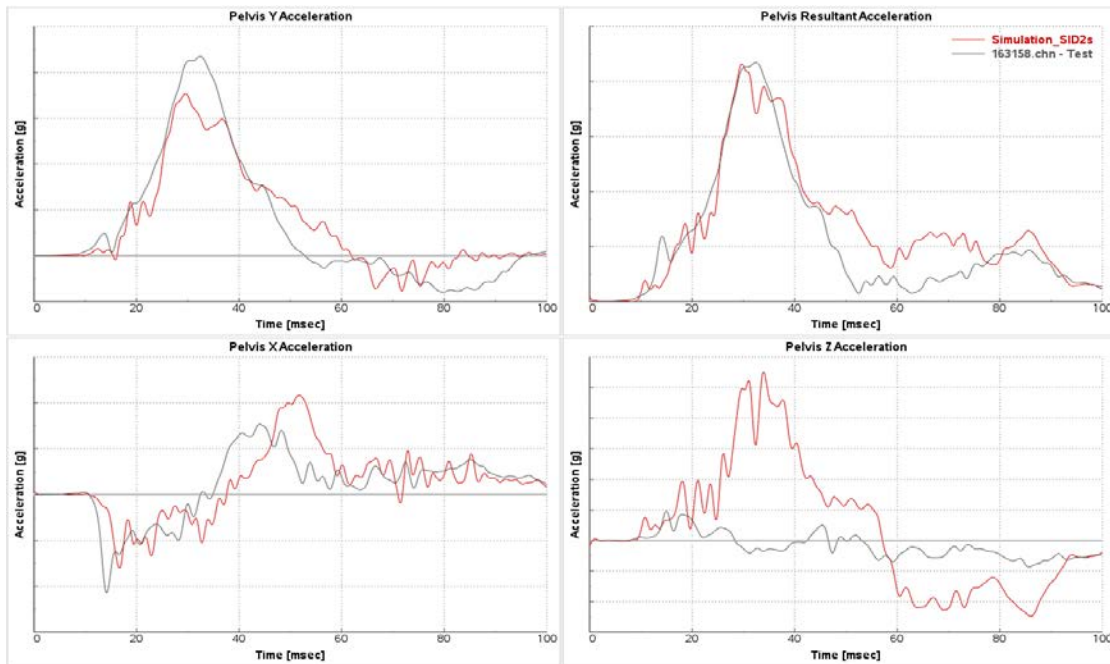 Pelvis Y Acceleration
Acceleration [g]
0 20 40 60 80 100
Time [msec]
Pelvis Resultant Acceleration
Simulation_SID2s
163158.chn - Test
Acceleration [g]
0 20 40 60 80 100
Time [msec]
Pelvis X Acceleration
Acceleration [g]
0 20 40 60 80 100
Time [msec]
Pelvis Z Acceleration
Acceleration [g]
0 20 40 60 80 100
Time [msec]